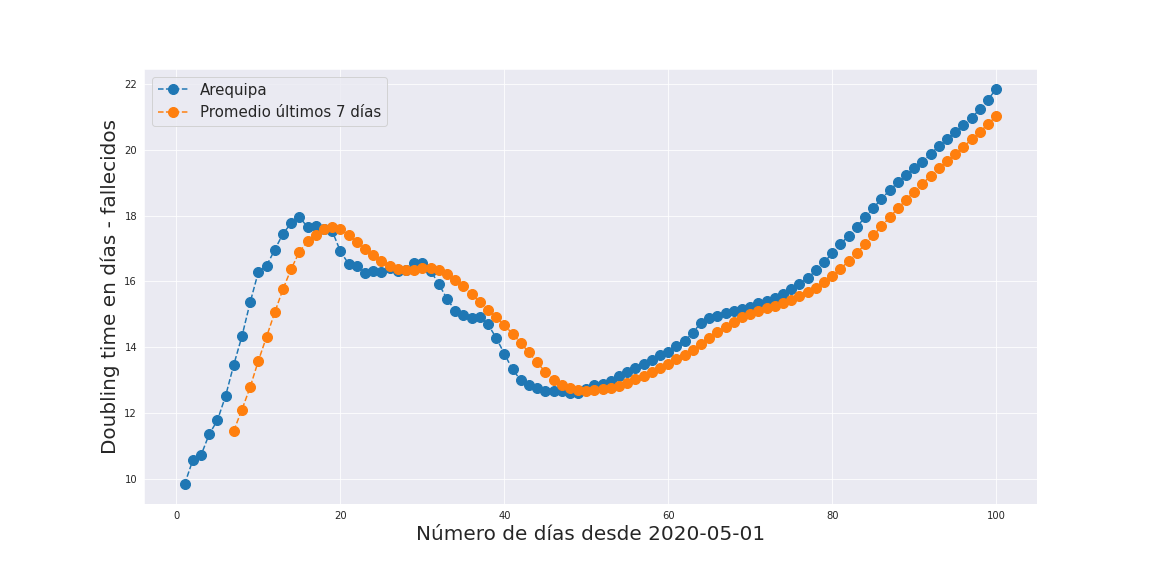 Arequipa
Promedio últimos 7 días
Doubling time en días - fallecidos
22
20
18
16
14
12
10
0 20 40 60 80 100
Número de días desde 2020-05-01